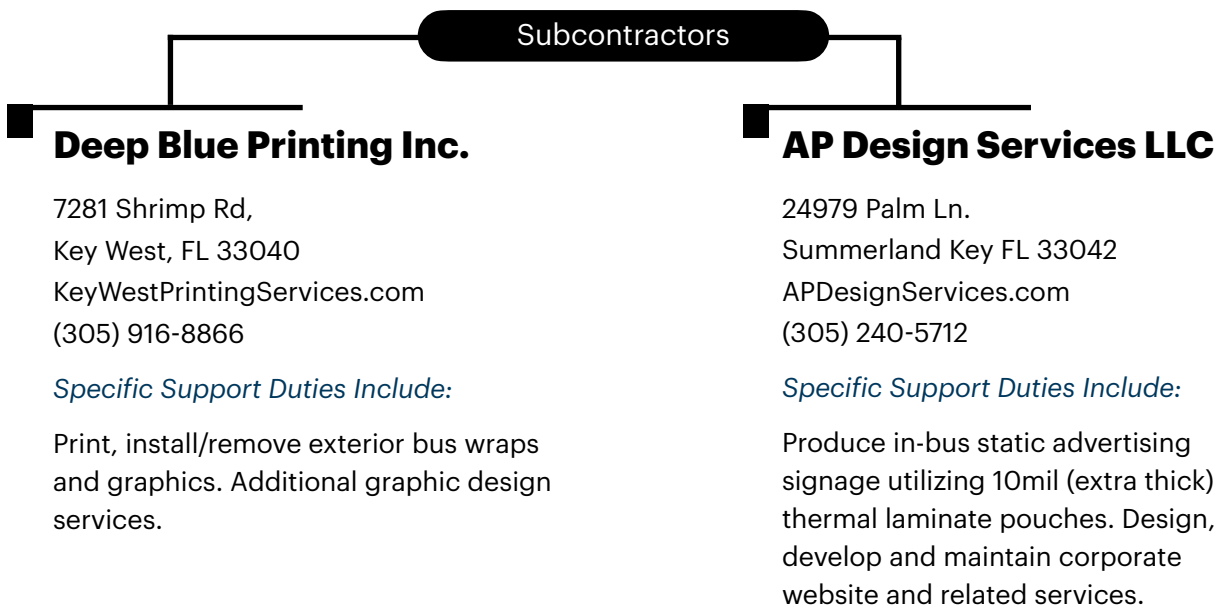 Subcontractors
Deep Blue Printing Inc.
7281 Shrimp Rd,
Key West, FL 33040
KeyWestPrintingServices.com
(305) 916-8866
Specific Support Duties Include:
Print, install/remove exterior bus wraps
and graphics. Additional graphic design
services.
AP Design Services LLC
24979 Palm Ln.
Summerland Key FL 33042
APDesignServices.com
(305) 240-5712
Specific Support Duties Include:
Produce in-bus static advertising
signage utilizing 10mil (extra thick)
thermal laminate pouches. Design,
develop and maintain corporate
website and related services.